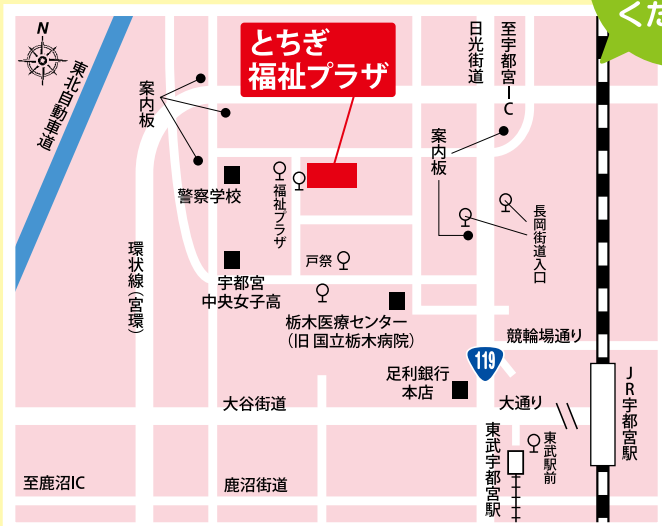 くだ
N
東北自動車道
案内板
とちぎ
福祉プラザ
日光街道
至宇都宮IC
案内板
警察学校
福祉プラザ
長岡街道入口
環状線(宮環)
戸祭
宇都宮
中央女子高
栃木医療センター
(旧国立栃木病院)
競輪場通り
119
足利銀行
本店
JR宇都宮駅
大谷街道
大通り
東武宇都宮駅
東武駅前
至鹿沼IC
鹿沼街道